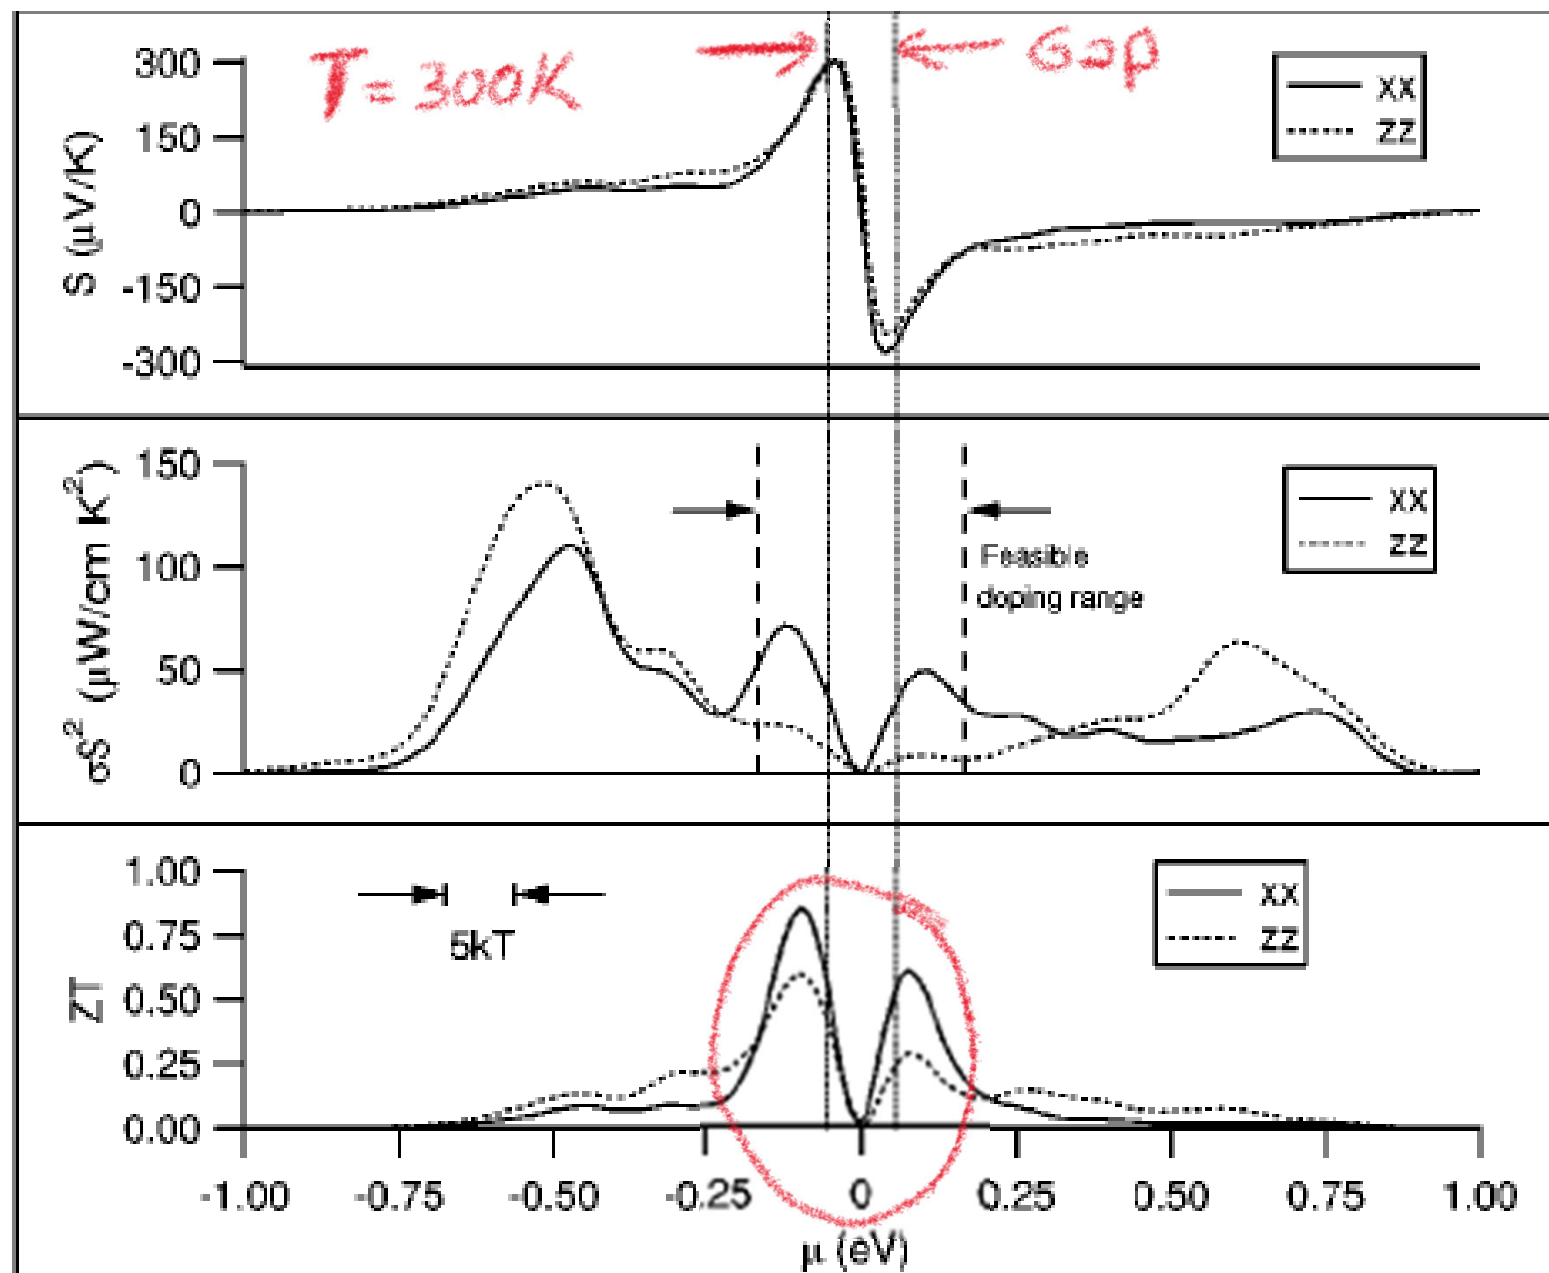 T = 300K
Gap
300
150
0
-150
-300
S (μV/K)
xx
zz
150
100
50
0
σS² (μW/cm K²)
Feasible
doping range
xx
zz
1.00
0.75
0.50
0.25
0.00
ZT
5kT
xx
zz
-1.00 -0.75 -0.50 -0.25 0 0.25 0.50 0.75 1.00
μ (eV)